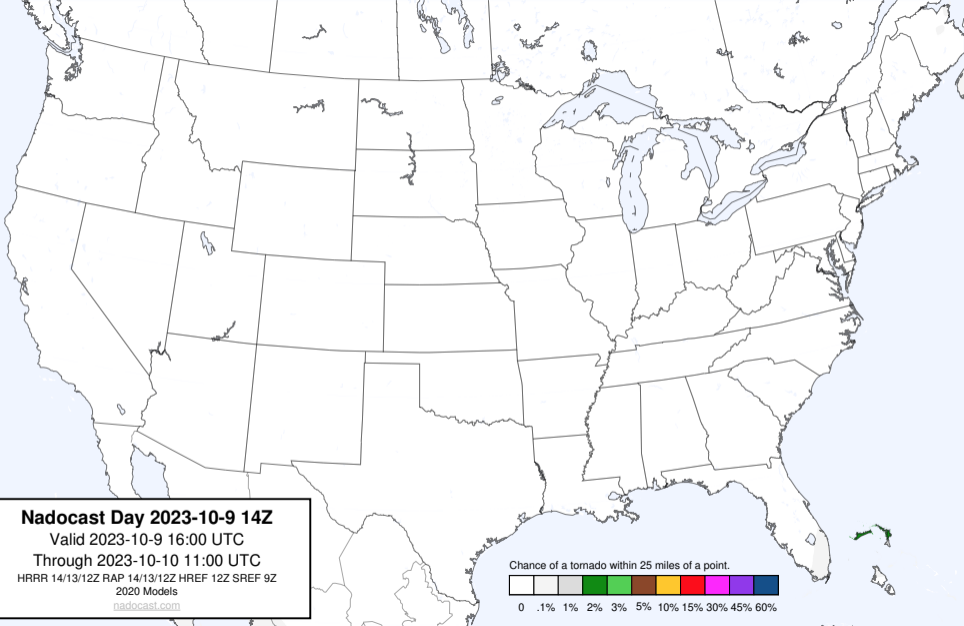 Nadocast Day 2023-10-9 14Z
Valid 2023-10-9 16:00 UTC
Through 2023-10-10 11:00 UTC
HRRR 14/13/12Z RAP 14/13/12Z HREF 12Z SREF 9Z
2020 Models
nadocast.com
Chance of a tornado within 25 miles of a point.
0 .1% 1% 2% 3% 5% 10% 15% 30% 45% 60%